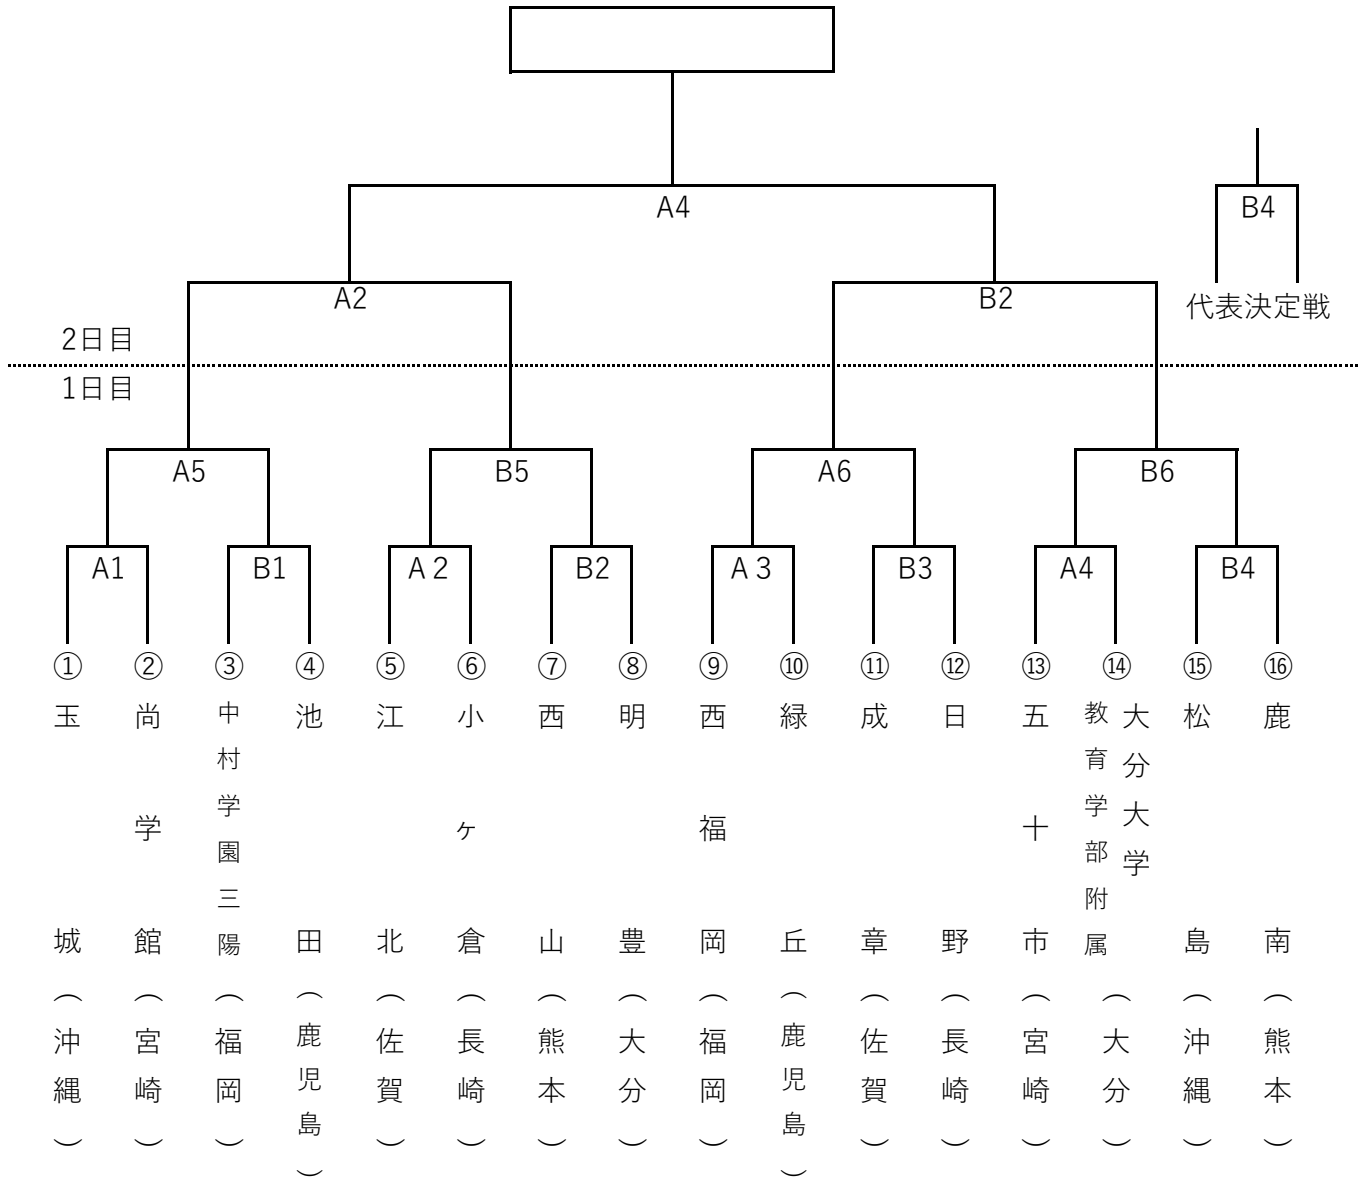 A4
B4
A2
B2
代表決定戦
2日目
1日目
A5
B5
A6
B6
A1
B1
A２
B2
A３
B3
A4
B4
①
②
③
④
⑤
⑥
⑦
⑧
⑨
⑩
⑪
⑫
⑬
⑭
⑮
⑯
玉城（沖縄）
尚学館（宮崎）
中村学園三陽（福岡）
池田（鹿児島）
江北（佐賀）
小ヶ倉（長崎）
西山（熊本）
明豊（大分）
西福岡（福岡）
緑丘（鹿児島）
成章（佐賀）
日野（長崎）
五十市（宮崎）
大分大学
教育学部附属
（大分）
松島（沖縄）
鹿南（熊本）